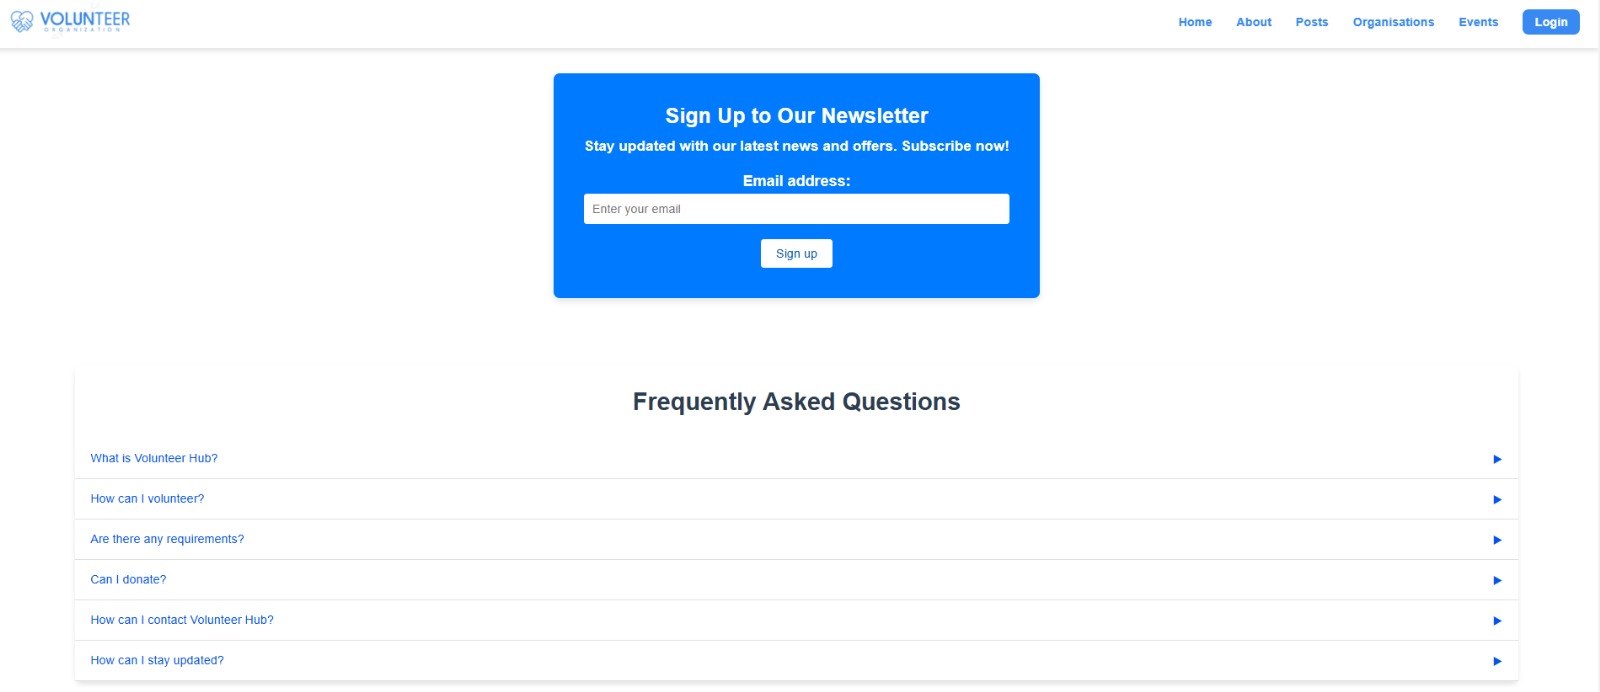 VOLUNTEER
ORGANIZATION
Home About Posts Organisations Events Login
Sign Up to Our Newsletter
Stay updated with our latest news and offers. Subscribe now!
Email address:
Enter your email
Sign up
Frequently Asked Questions
What is Volunteer Hub?
How can I volunteer?
Are there any requirements?
Can I donate?
How can I contact Volunteer Hub?
How can I stay updated?